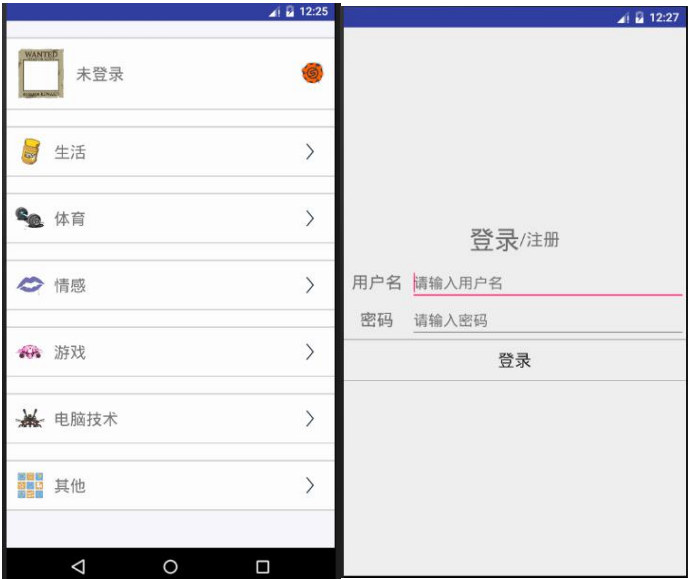 12:25
WANTED
未登录
生活
体育
情感
游戏
电脑技术
其他
12:27
登录/注册
用户名 请输入用户名
密码 请输入密码
登录